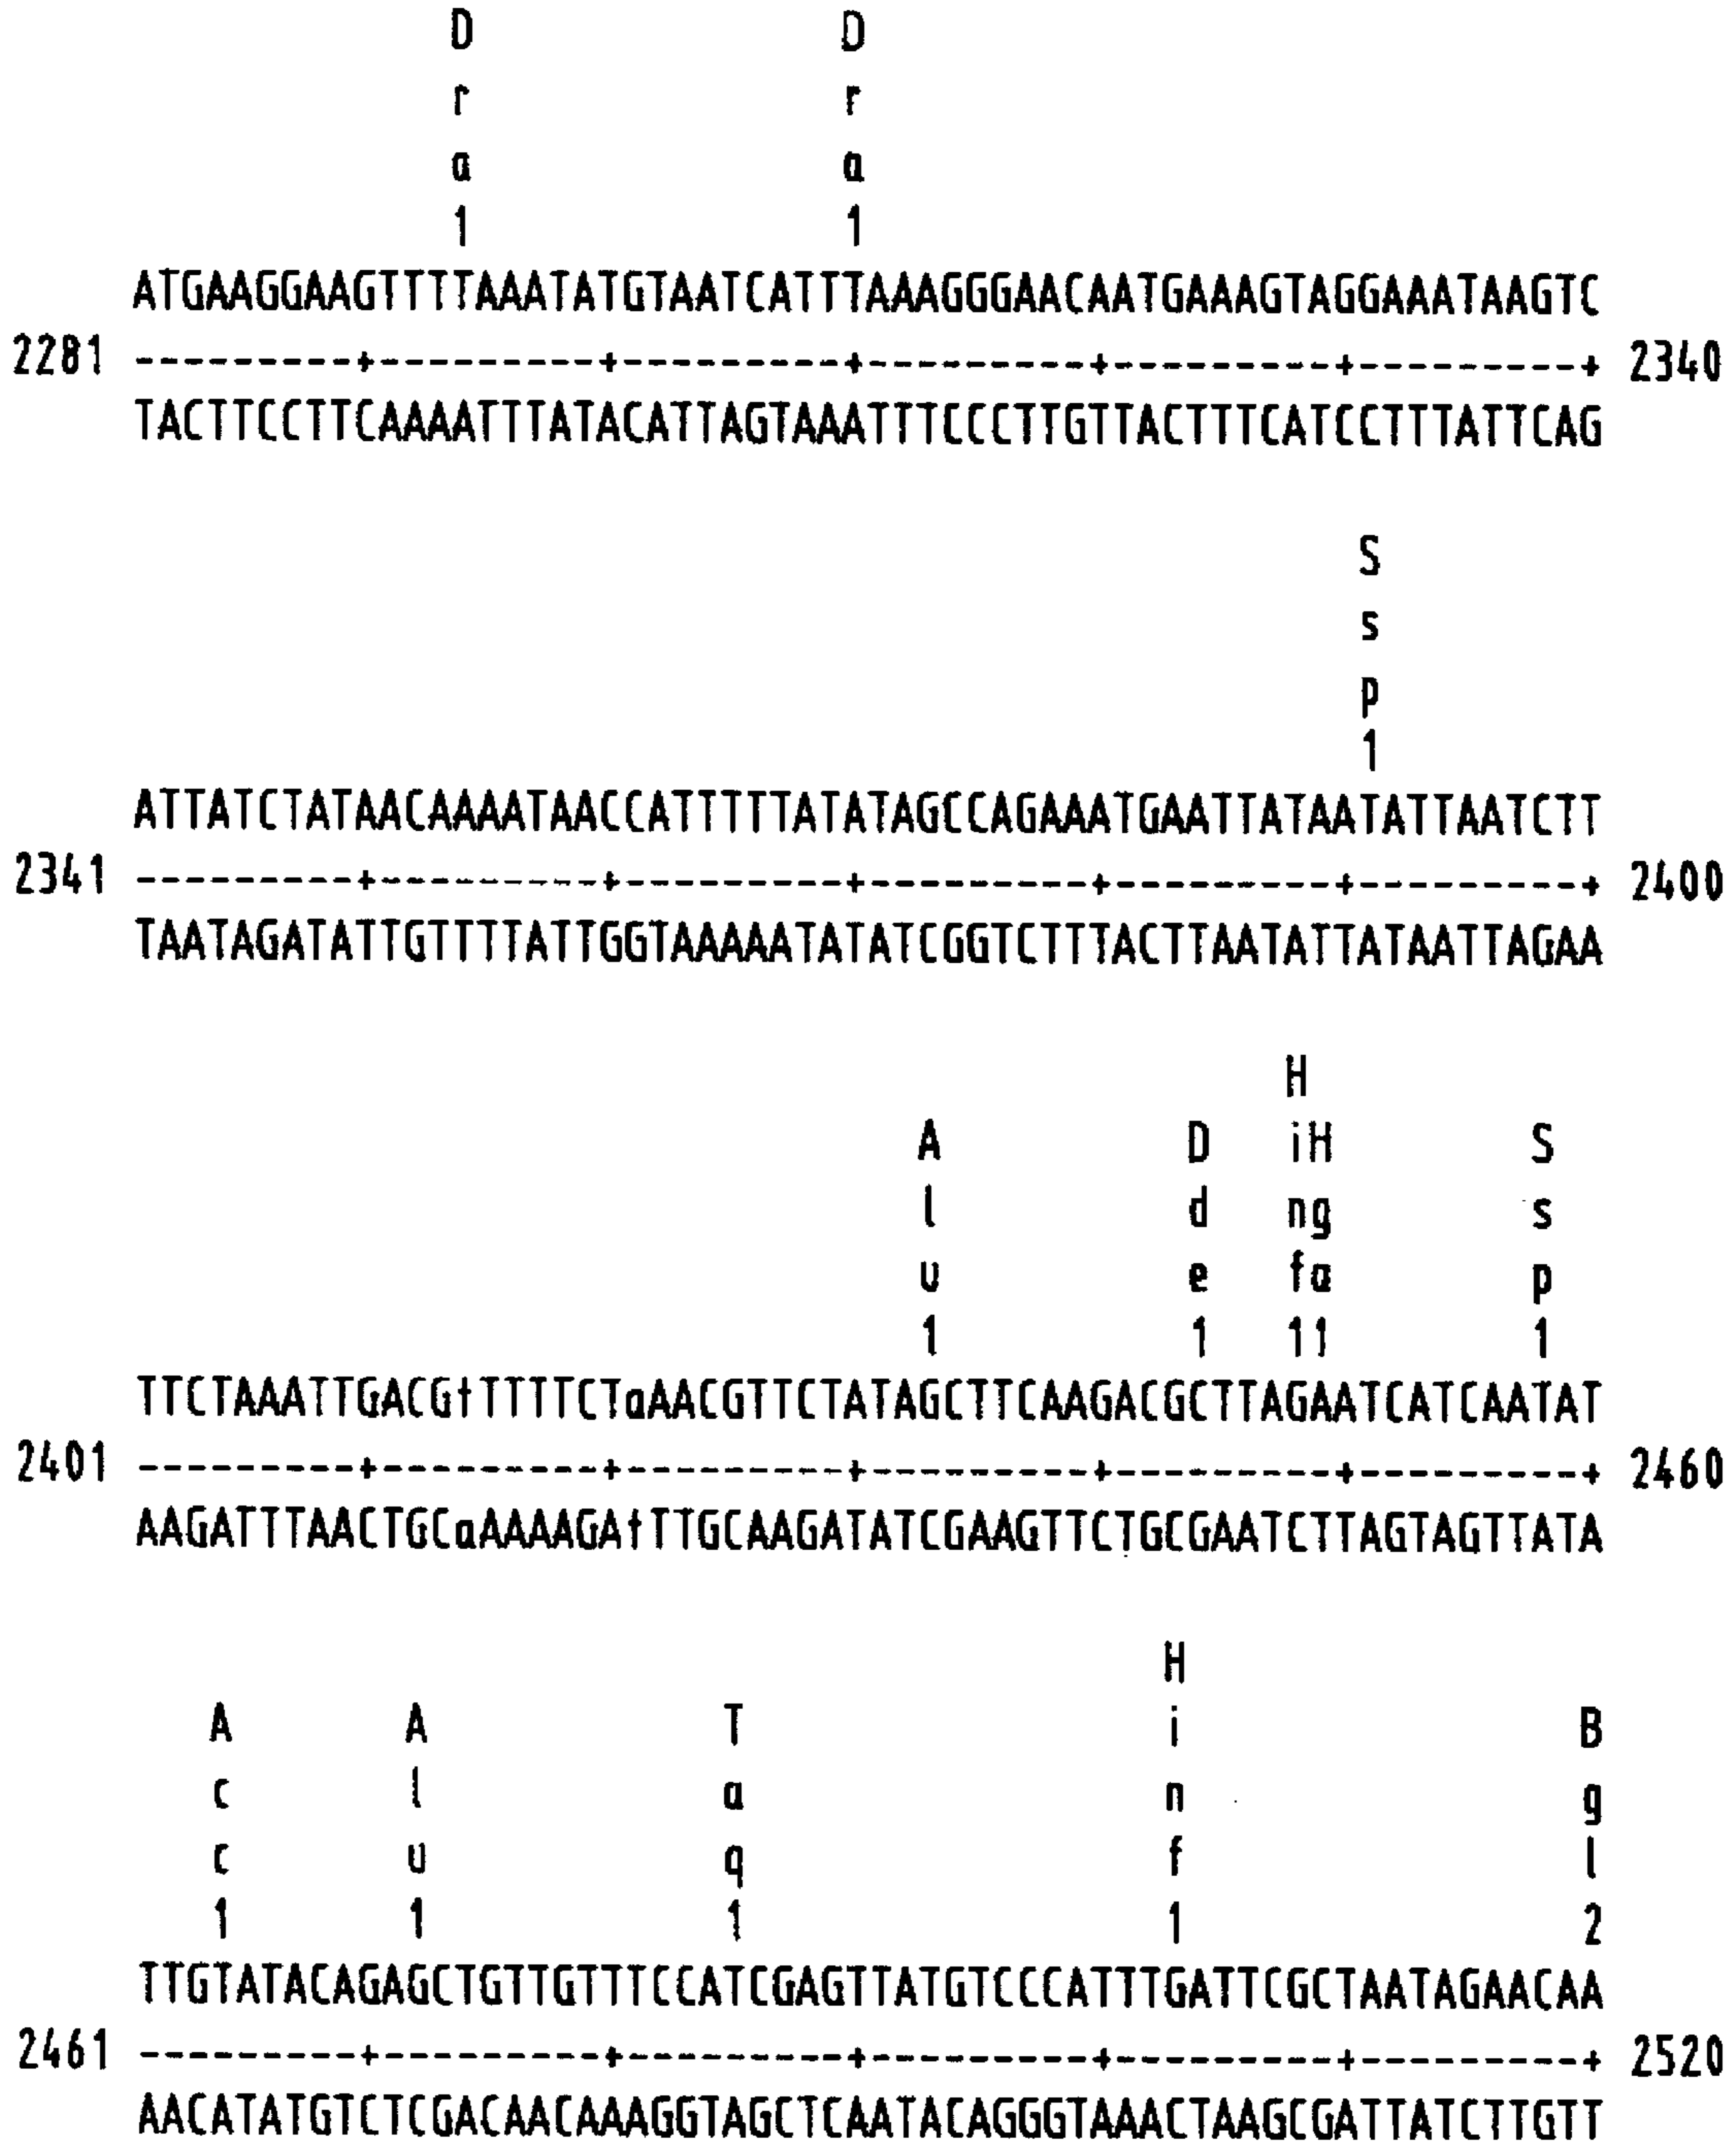 D D
r r
a a
1 1
ATGAAGGAAGTTTTAAATATGTAATCATTTAAAGGGAACAATGAAAGTAGGAAATAAGTC
2281 ---------+---------+---------+---------+---------+---------+ 2340
TACTTCCTTCAAAATTTATACATTAGTAAATTTCCCTTGTTACTTTCATCCTTTATTCAG
S
s
p
1
ATTATCTATAACAAAATAACCATTTTTATATAGCCAGAAATGAATTATAATATTAATCTT
2341 ---------+---------+---------+---------+---------+---------+ 2400
TAATAGATATTGTTTTATTGGTAAAAATATATCGGTCTTTACTTAATATTATAATTAGAA
H
A D iH S
l d ng s
u e fa p
1 1 11 1
TTCTAAATTGACGtTTTTCTaAACGTTCTATAGCTTCAAGACGCTTAGAATCATCAATAT
2401 ---------+---------+---------+---------+---------+---------+ 2460
AAGATTTAACTGCaAAAAGAtTTGCAAGATATCGAAGTTCTGCGAATCTTAGTAGTTATA
H
A A T i B
c l a n g
c u q f l
1 1 1 1 2
TTGTATACAGAGCTGTTGTTTCCATCGAGTTATGTCCCATTTGATTCGCTAATAGAACAA
2461 ---------+---------+---------+---------+---------+---------+ 2520
AACATATGTCTCGACAACAAAGGTAGCTCAATACAGGGTAAACTAAGCGATTATCTTGTT